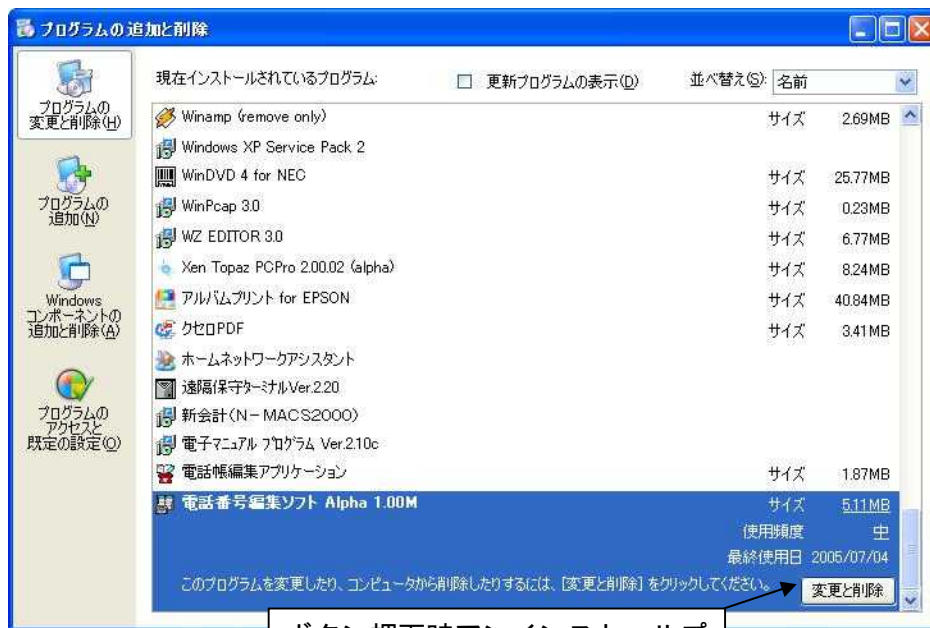 プログラムの追加と削除
プログラムの
変更と削除(H)
プログラムの
追加(N)
Windows
コンポーネントの
追加と削除(A)
プログラムの
アクセスと
既定の設定(O)
現在インストールされているプログラム:
更新プログラムの表示(D)
並べ替え(S): 名前
Winamp (remove only) サイズ 2.69MB
Windows XP Service Pack 2
WinDVD 4 for NEC サイズ 25.77MB
WinPcap 3.0 サイズ 0.23MB
WZ EDITOR 3.0 サイズ 6.77MB
Xen Topaz PCPro 2.00.02 (alpha) サイズ 8.24MB
アルバムプリント for EPSON サイズ 40.84MB
クセロPDF サイズ 3.41MB
ホームネットワークアシスタント
遠隔保守ターミナルVer.2.20
新会計(N－MACS2000)
電子マニュアル プログラム Ver.2.10c
電話帳編集アプリケーション サイズ 1.87MB
電話番号編集ソフト Alpha 1.00M サイズ 5.11MB
使用頻度 中
最終使用日 2005/07/04
このプログラムを変更したり、コンピュータから削除したりするには、[変更と削除] をクリックしてください。 変更と削除